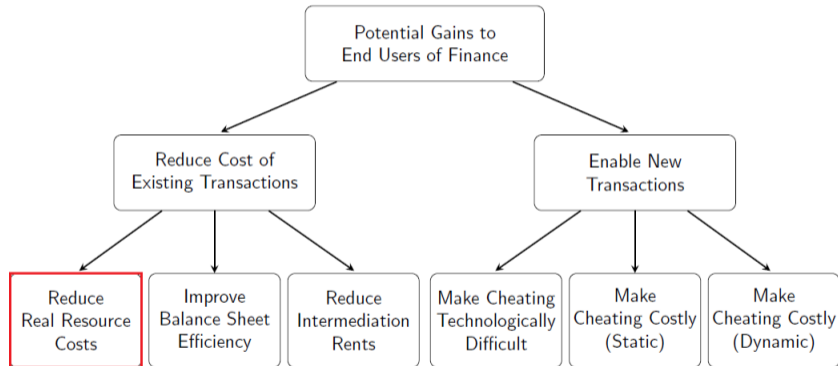 Potential Gains to
End Users of Finance
Reduce Cost of
Existing Transactions
Enable New
Transactions
Reduce
Real Resource
Costs
Improve
Balance Sheet
Efficiency
Reduce
Intermediation
Rents
Make Cheating
Technologically
Difficult
Make
Cheating Costly
(Static)
Make
Cheating Costly
(Dynamic)